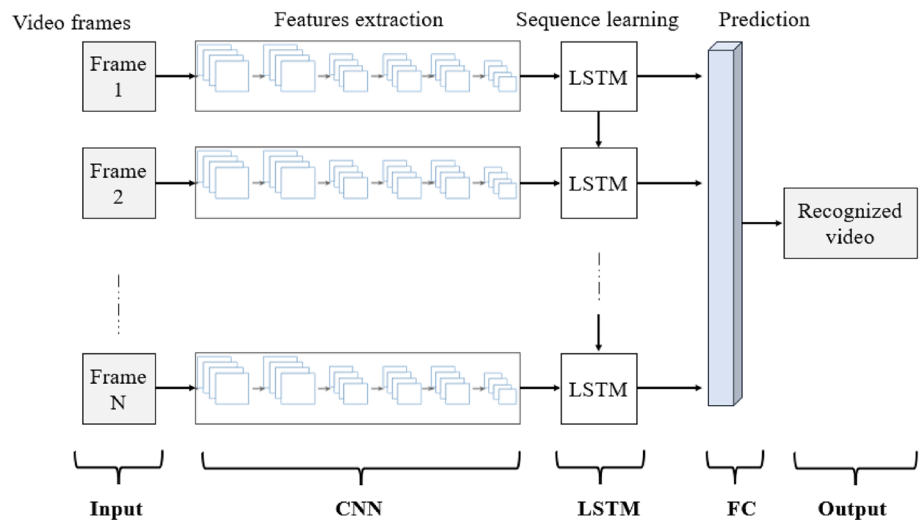 Video frames
Features extraction
Sequence learning
Prediction
Frame
1
LSTM
Frame
2
LSTM
Recognized
video
Frame
N
LSTM
Input
CNN
LSTM
FC
Output